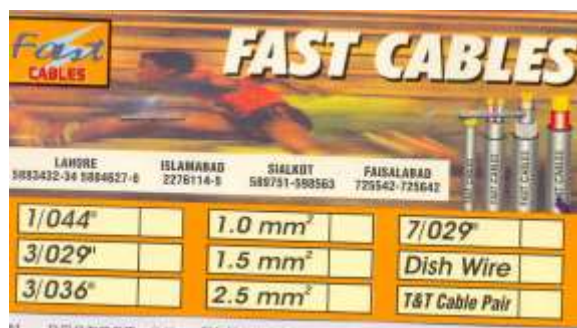 Fast
CABLES
FAST CABLES
LAHORE ISLAMABAD SIALKOT FAISALABAD
5883432-34 5884627-8 2276114-5 589751-598563 725542-725642
1/044" 1.0 mm² 7/029"
3/029" 1.5 mm² Dish Wire
3/036" 2.5 mm² T&T Cable Pair